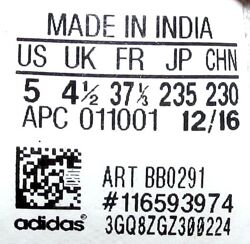 MADE IN INDIA
US UK FR JP CHN
5 4½ 37⅓ 235 230
APC 011001 12/16
ART BB0291
#116593974
adidas 3GQ8ZGZ300224